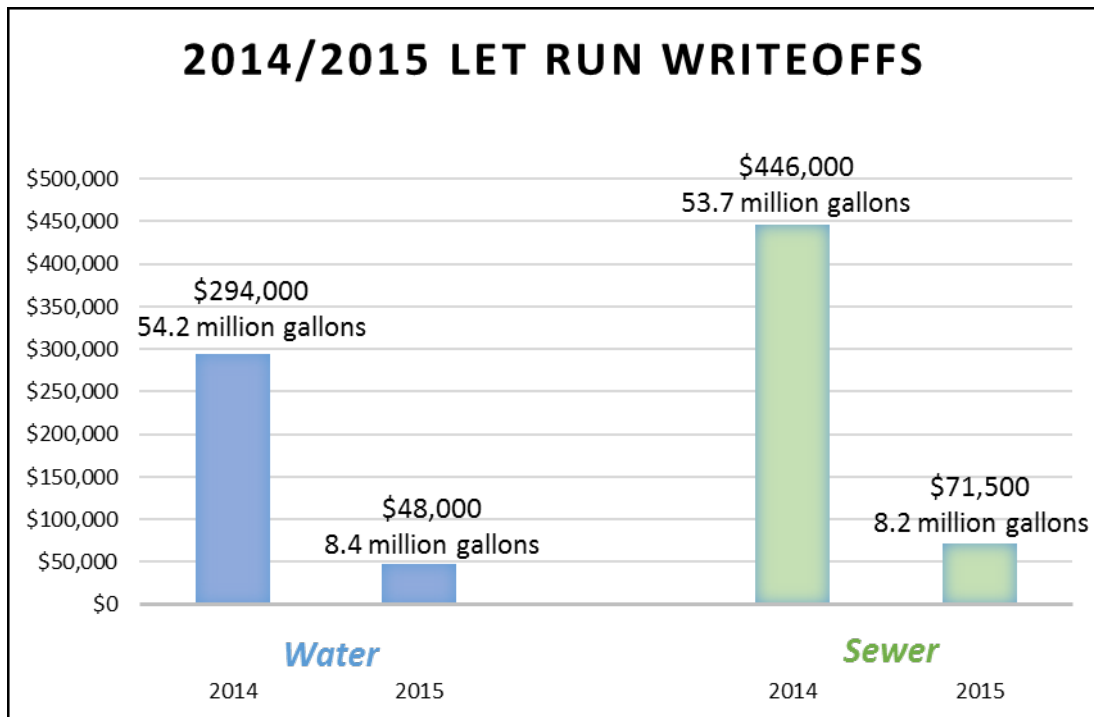 2014/2015 LET RUN WRITEOFFS
$500,000
$450,000
$400,000
$350,000
$300,000
$250,000
$200,000
$150,000
$100,000
$50,000
$0
$294,000
54.2 million gallons
$48,000
8.4 million gallons
$446,000
53.7 million gallons
$71,500
8.2 million gallons
Water
Sewer
2014
2015
2014
2015